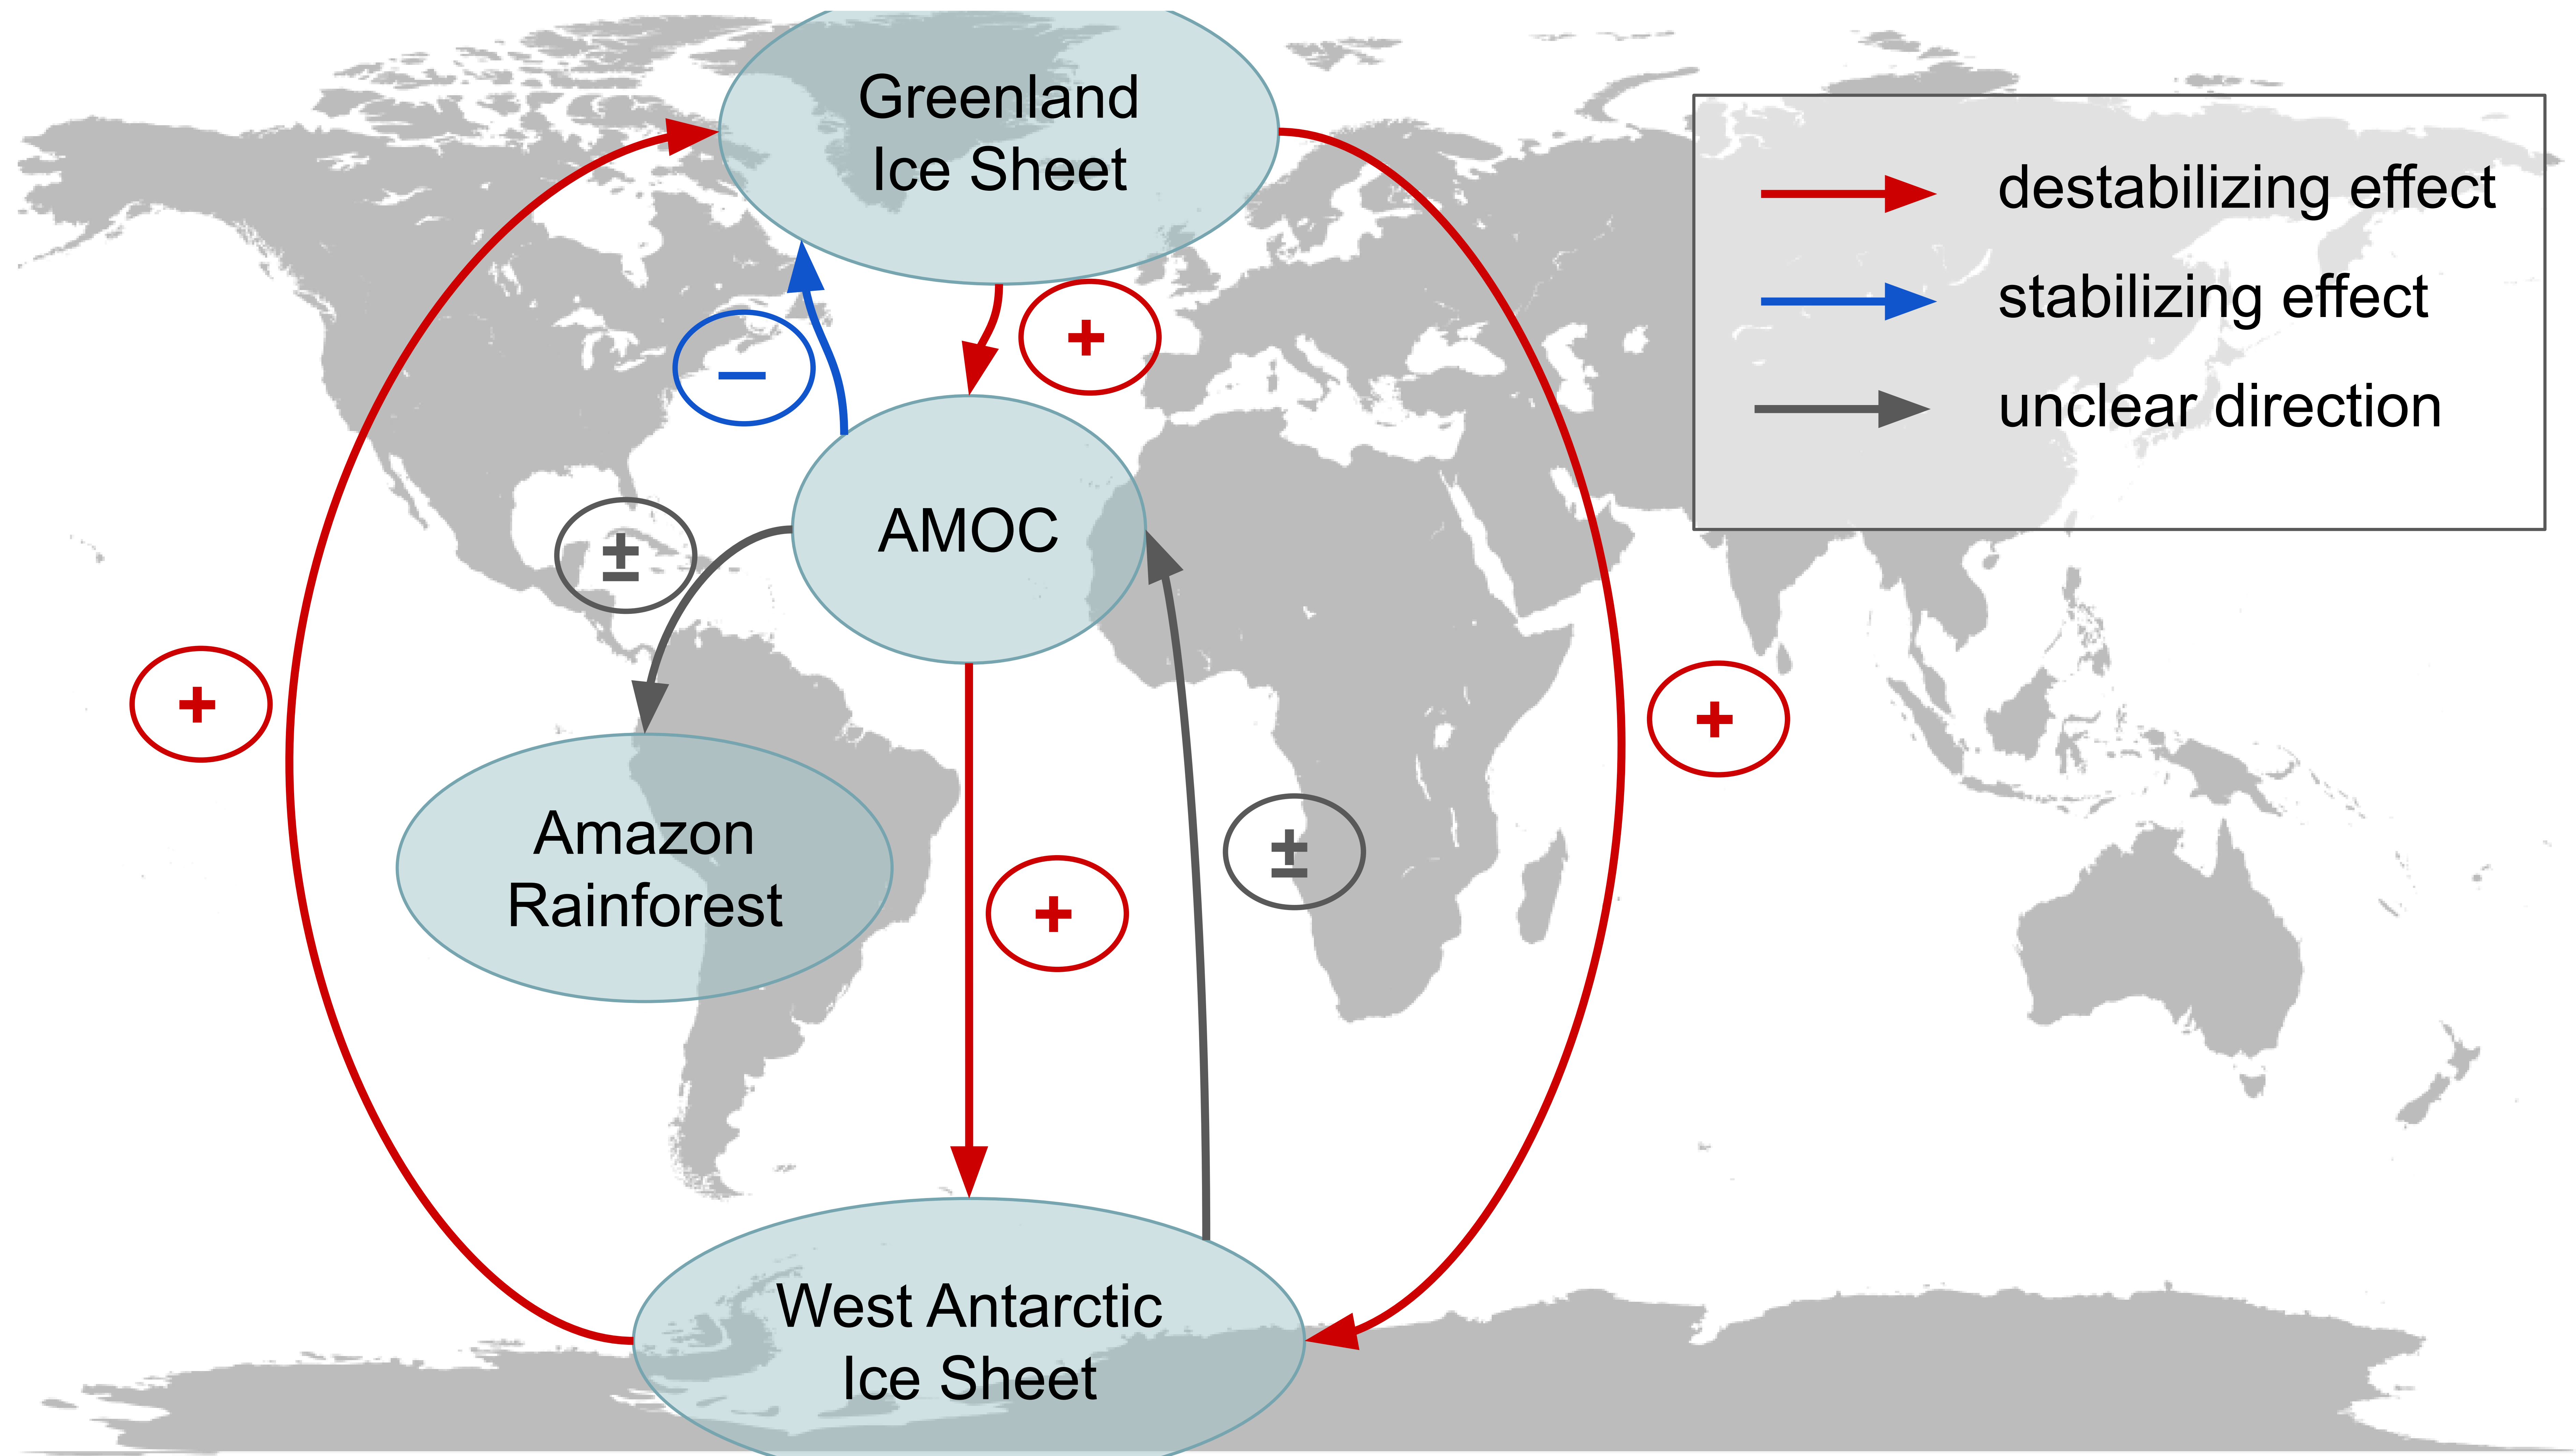 Greenland
Ice Sheet
destabilizing effect
stabilizing effect
unclear direction
+
–
AMOC
±
+
+
Amazon
Rainforest
±
+
West Antarctic
Ice Sheet